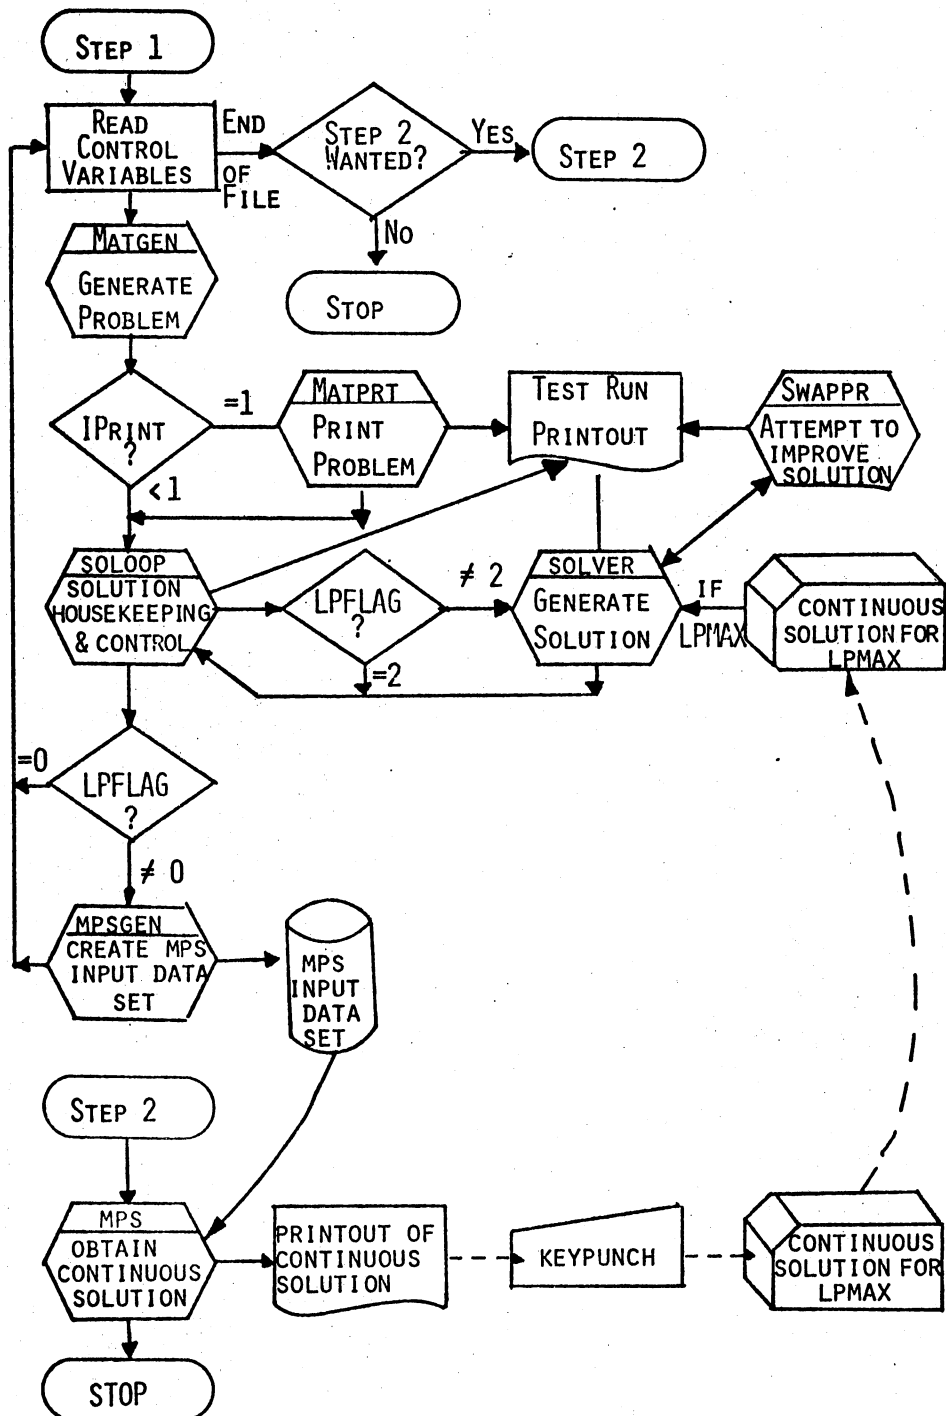 STEP 1
READ
CONTROL
VARIABLES
END
OF
FILE
STEP 2
WANTED?
YES
STEP 2
NO
STOP
MATGEN
GENERATE
PROBLEM
IPRINT
?
=1
<1
MATPRT
PRINT
PROBLEM
TEST RUN
PRINTOUT
SWAPPR
ATTEMPT TO
IMPROVE
SOLUTION
SOLOOP
SOLUTION
HOUSEKEEPING
& CONTROL
LPFLAG
?
≠ 2
=2
SOLVER
GENERATE
SOLUTION
IF
LPMAX
CONTINUOUS
SOLUTION FOR
LPMAX
LPFLAG
?
=0
≠ 0
MPSGEN
CREATE MPS
INPUT DATA
SET
MPS
INPUT
DATA
SET
STEP 2
MPS
OBTAIN
CONTINUOUS
SOLUTION
PRINTOUT OF
CONTINUOUS
SOLUTION
KEYPUNCH
CONTINUOUS
SOLUTION FOR
LPMAX
STOP